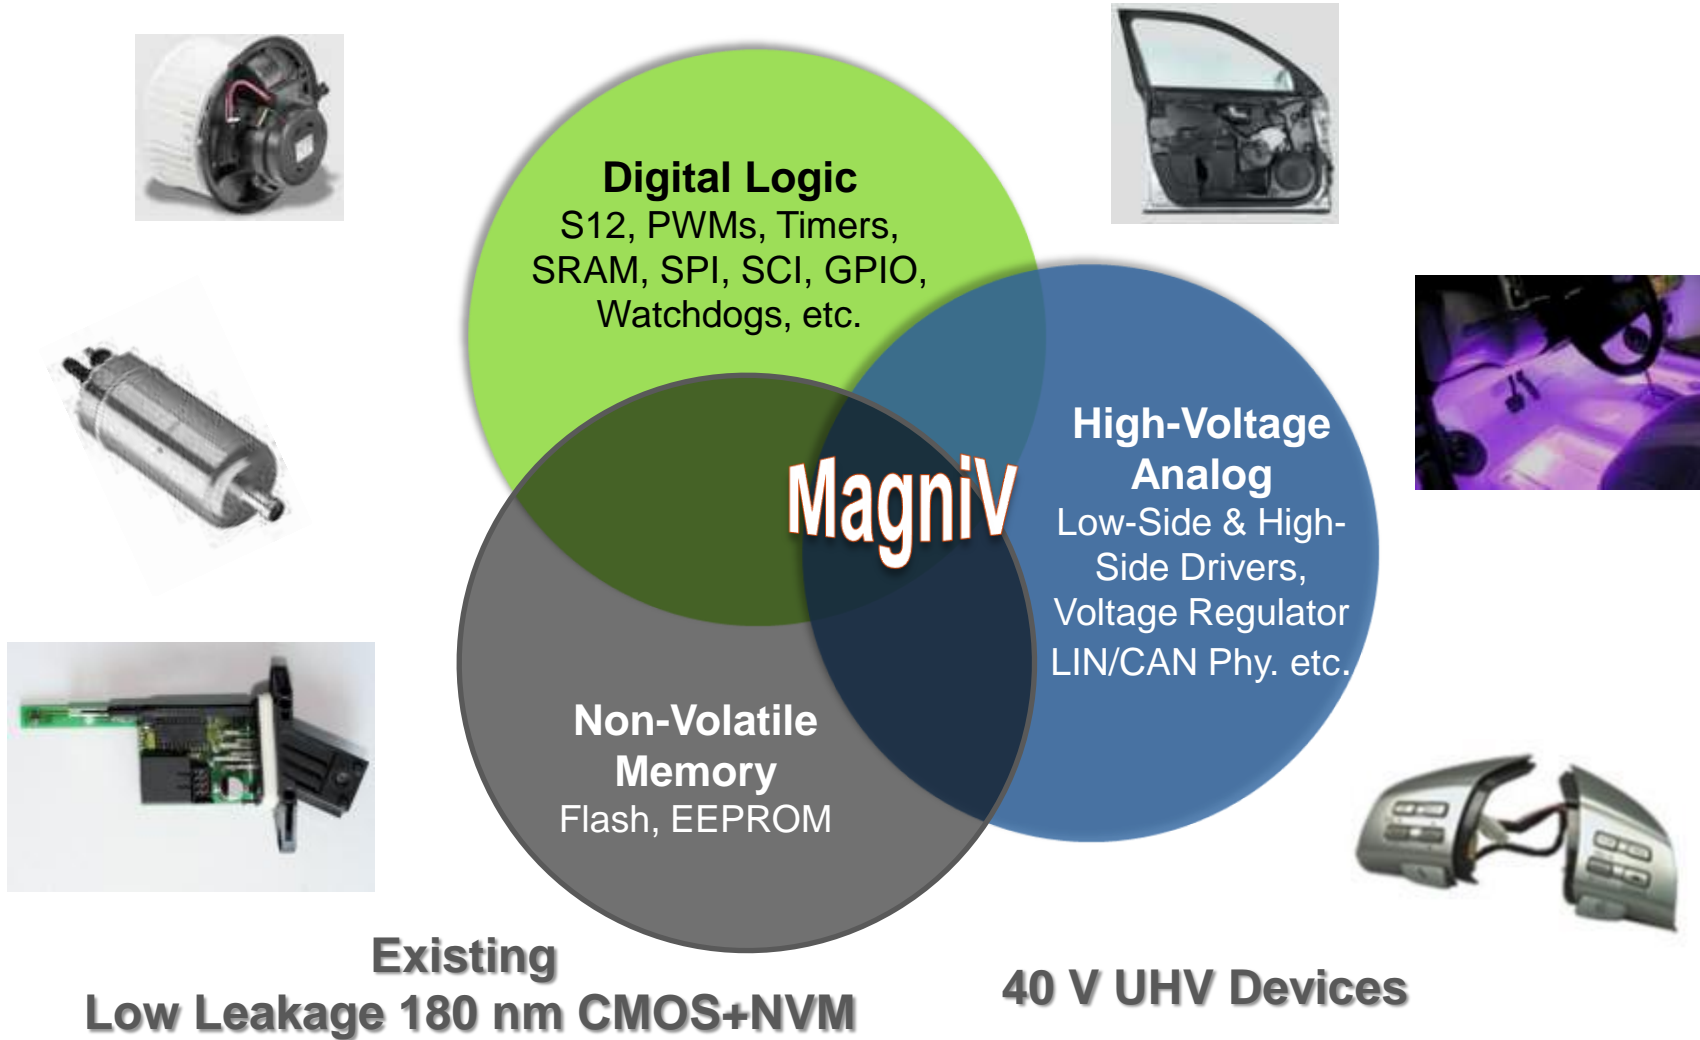 Digital Logic
S12, PWMs, Timers,
SRAM, SPI, SCI, GPIO,
Watchdogs, etc.
High-Voltage
Analog
Low-Side & High-
Side Drivers,
Voltage Regulator
LIN/CAN Phy. etc.
MagniV
Non-Volatile
Memory
Flash, EEPROM
Existing
Low Leakage 180 nm CMOS+NVM
40 V UHV Devices